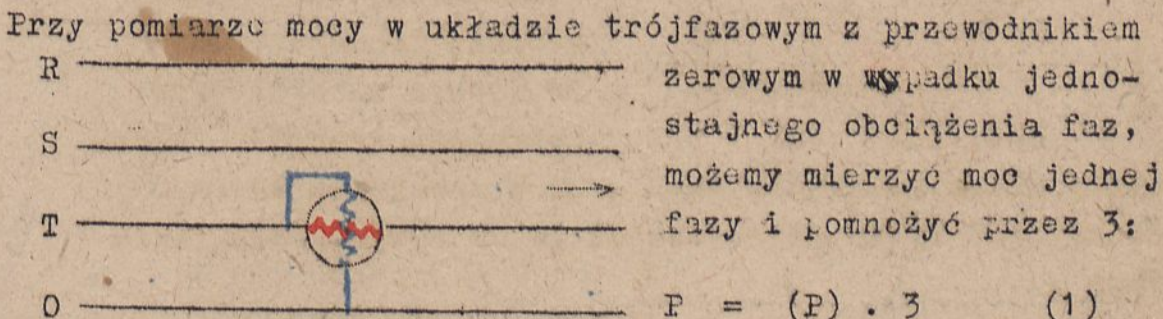 Przy pomiarze mocy w układzie trójfazowym z przewodnikiem
R
zerowym w wypadku jedno-
S
stajnego obciążenia faz,
możemy mierzyć moc jednej
T
fazy i pomnożyć przez 3:
O
P = (P) . 3 (1)